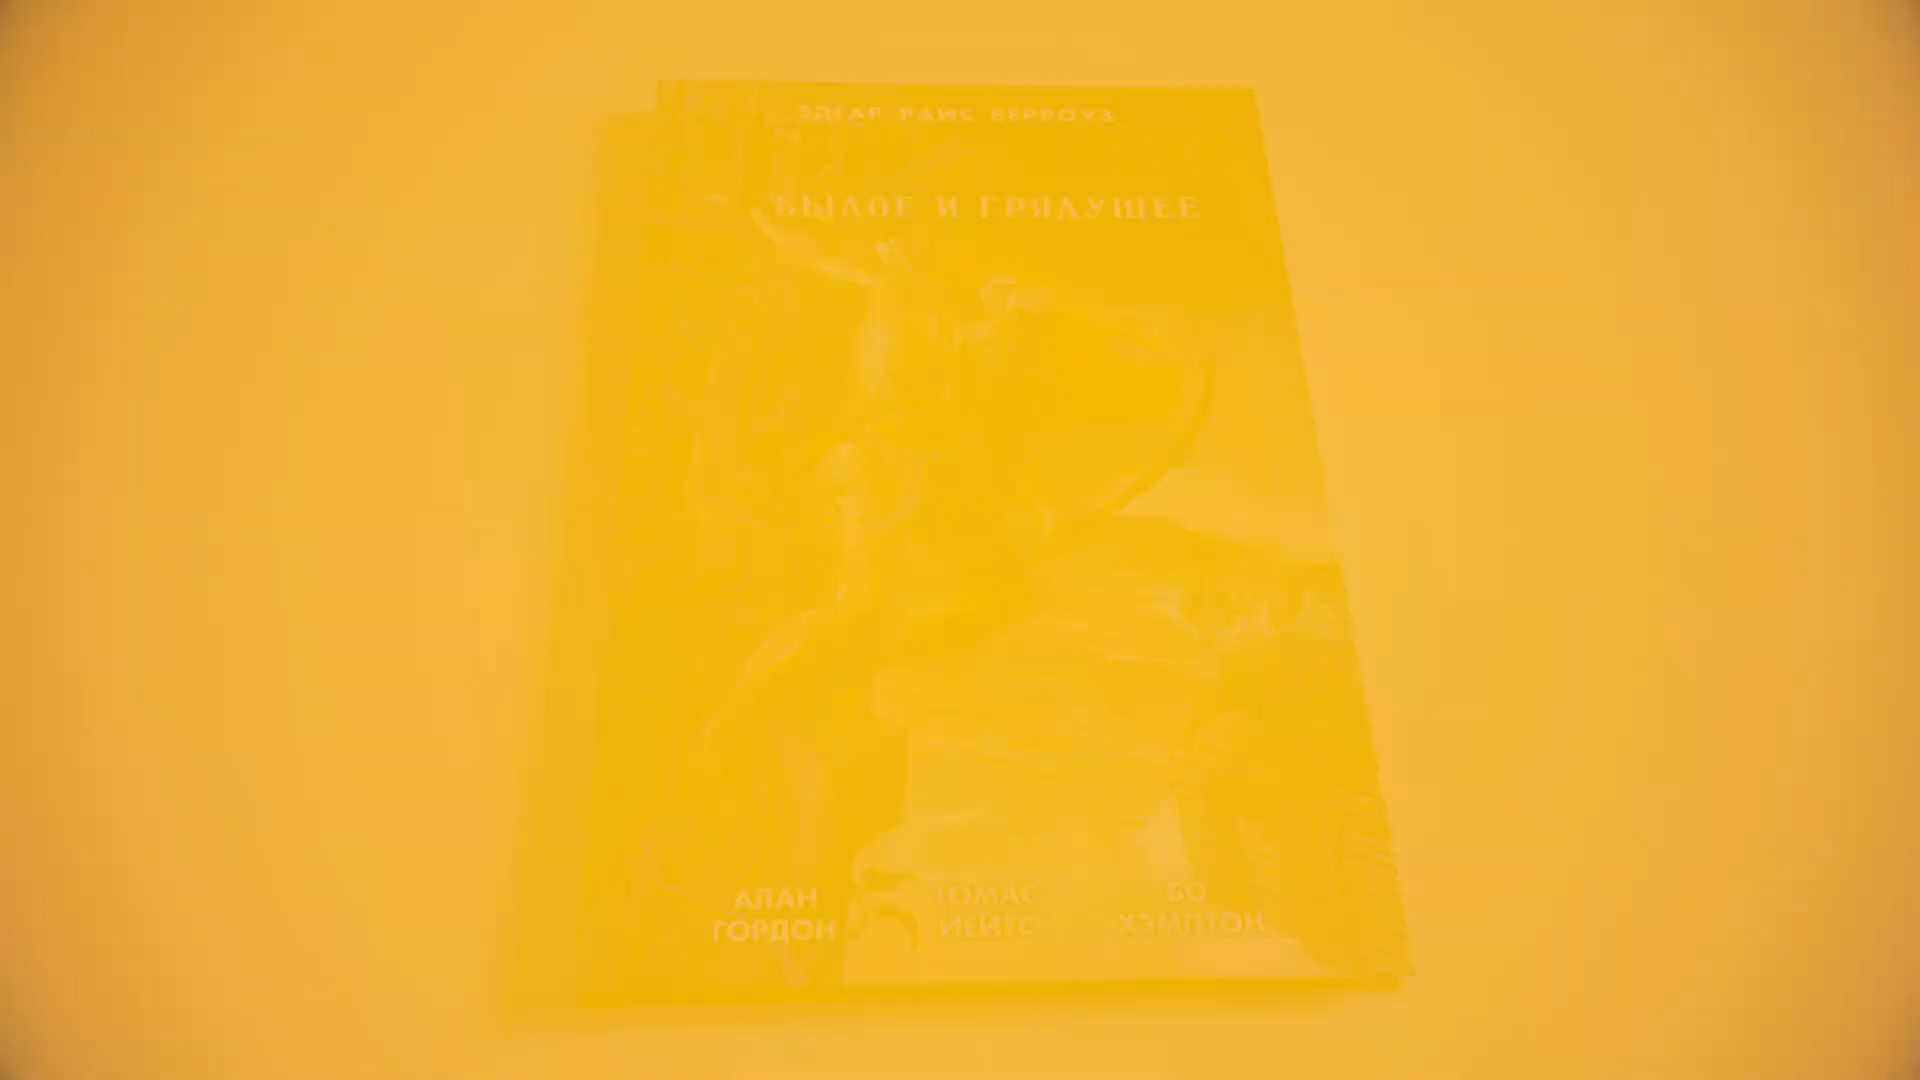 ЭДГАР РАЙС БЕРРОУЗ
БЫЛОЕ И ГРЯДУЩЕЕ
АЛАН
ГОРДОН
ТОМАС
ЙЕЙТС
БО
ХЭМПТОН